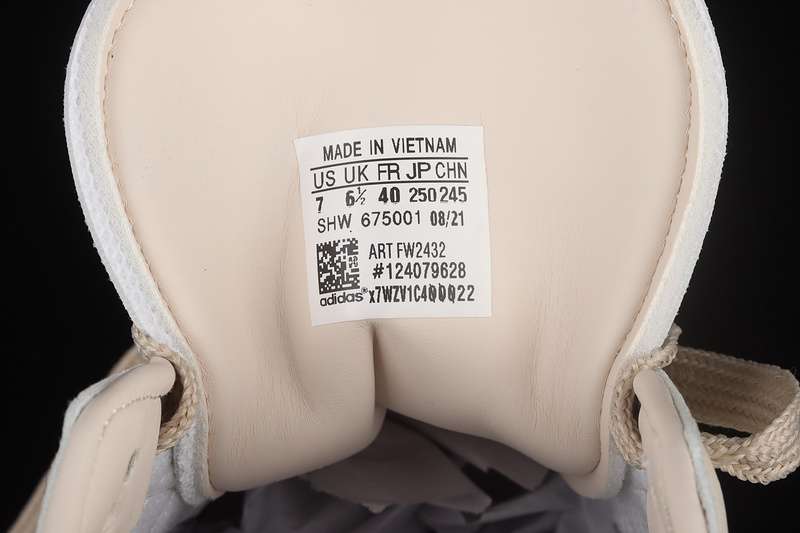 MADE IN VIETNAM
US UK FR JP CHN
7 6½ 40 250 245
SHW 675001 08/21
ART FW2432
#124079628
adidas® x7WZV1C400022